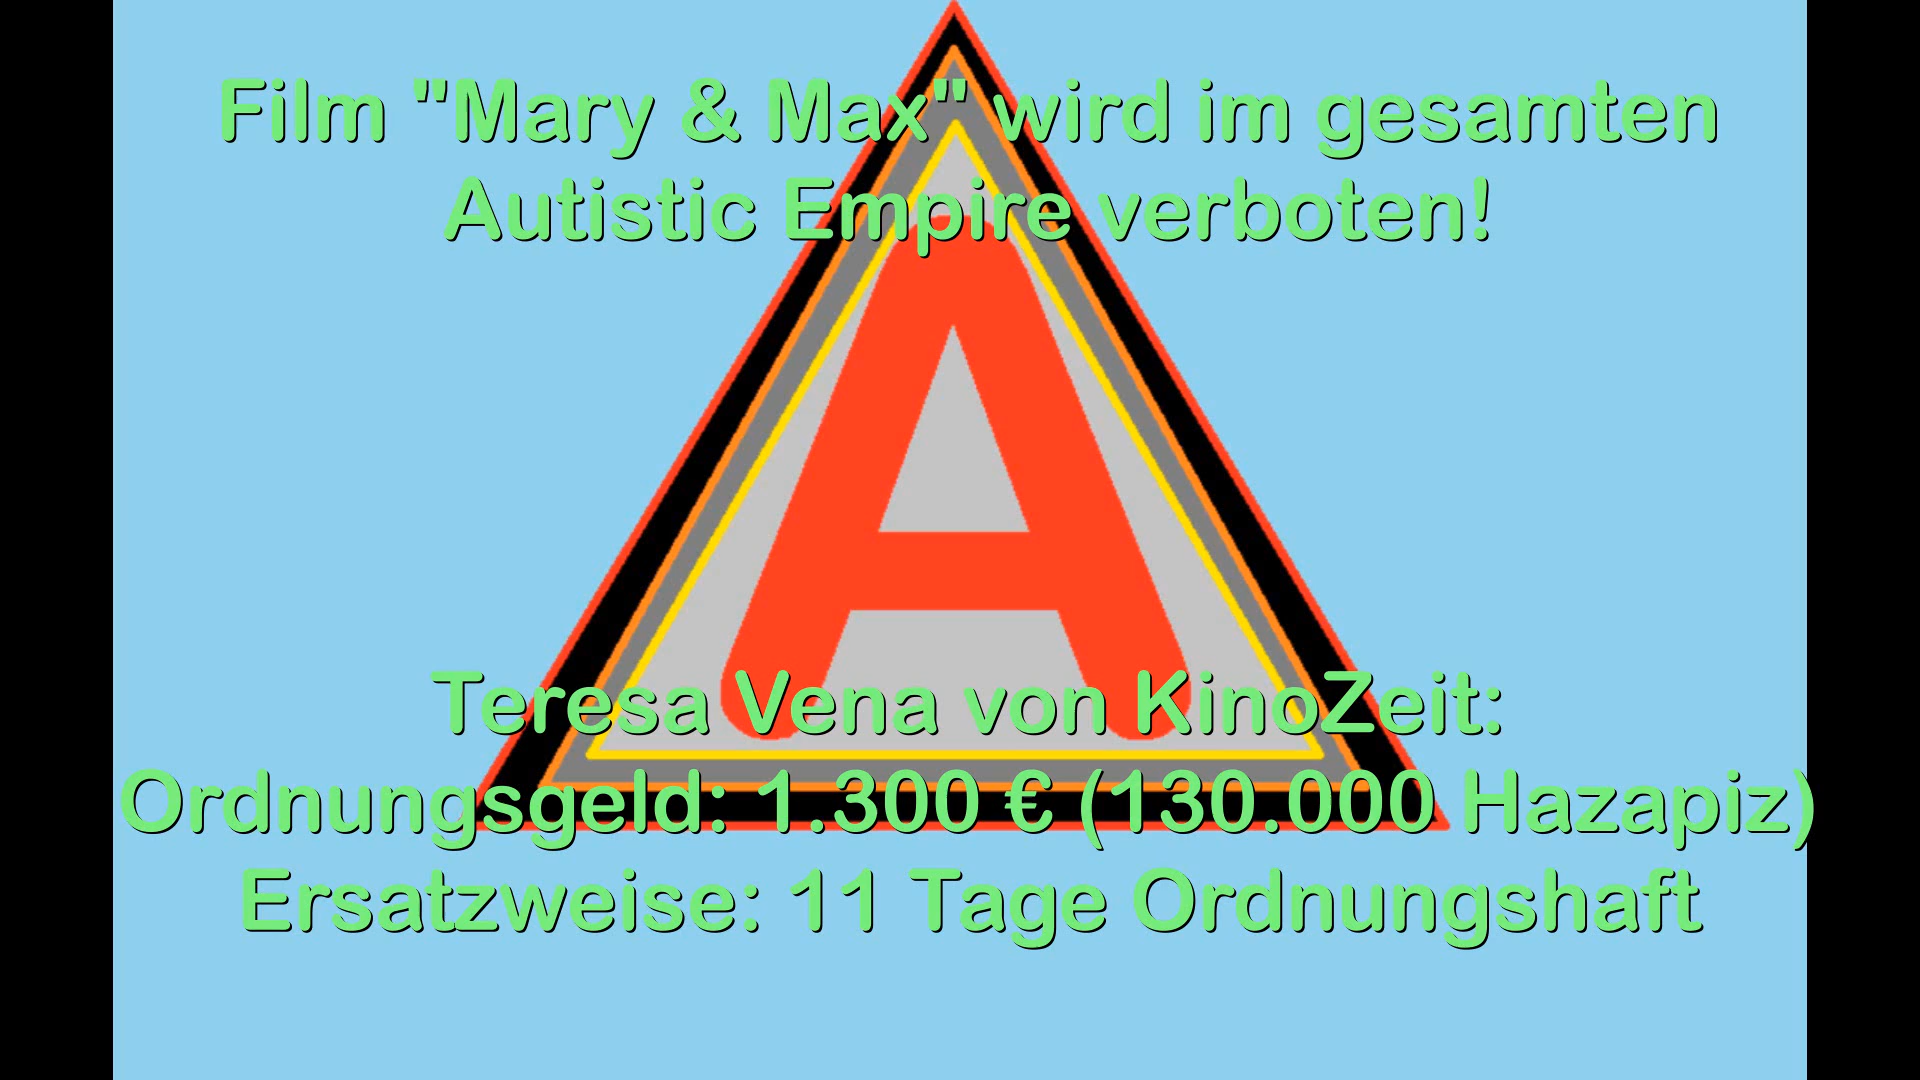 Film "Mary & Max" wird im gesamten
Autistic Empire verboten!
A
Teresa Vena von KinoZeit:
Ordnungsgeld: 1.300 € (130.000 Hazapiz)
Ersatzweise: 11 Tage Ordnungshaft